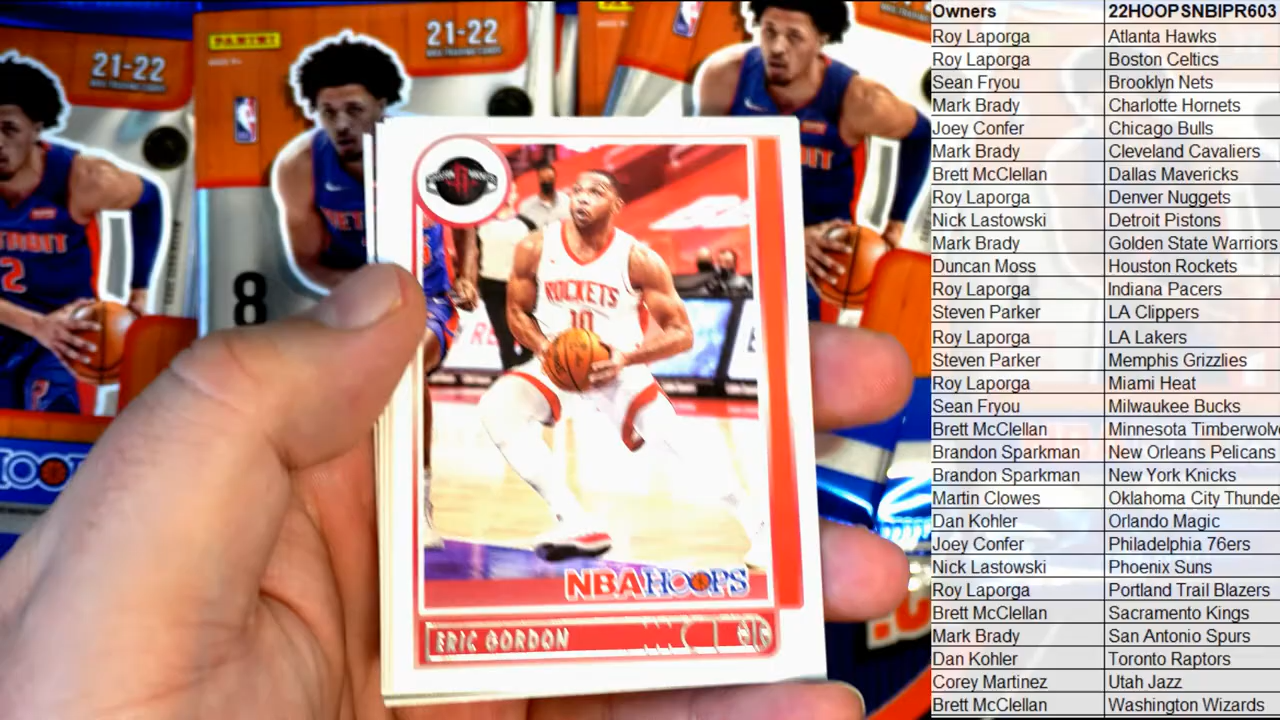 21-22
PANINI
21-22
8
2
ROCKETS
10
NBA HOOPS
ERIC GORDON
Owners 22HOOPSNBIPR603
Roy Laporga Atlanta Hawks
Roy Laporga Boston Celtics
Sean Fryou Brooklyn Nets
Mark Brady Charlotte Hornets
Joey Confer Chicago Bulls
Mark Brady Cleveland Cavaliers
Brett McClellan Dallas Mavericks
Roy Laporga Denver Nuggets
Nick Lastowski Detroit Pistons
Mark Brady Golden State Warriors
Duncan Moss Houston Rockets
Roy Laporga Indiana Pacers
Steven Parker LA Clippers
Roy Laporga LA Lakers
Steven Parker Memphis Grizzlies
Roy Laporga Miami Heat
Sean Fryou Milwaukee Bucks
Brett McClellan Minnesota Timberwolv
Brandon Sparkman New Orleans Pelicans
Brandon Sparkman New York Knicks
Martin Clowes Oklahoma City Thunde
Dan Kohler Orlando Magic
Joey Confer Philadelphia 76ers
Nick Lastowski Phoenix Suns
Roy Laporga Portland Trail Blazers
Brett McClellan Sacramento Kings
Mark Brady San Antonio Spurs
Dan Kohler Toronto Raptors
Corey Martinez Utah Jazz
Brett McClellan Washington Wizards